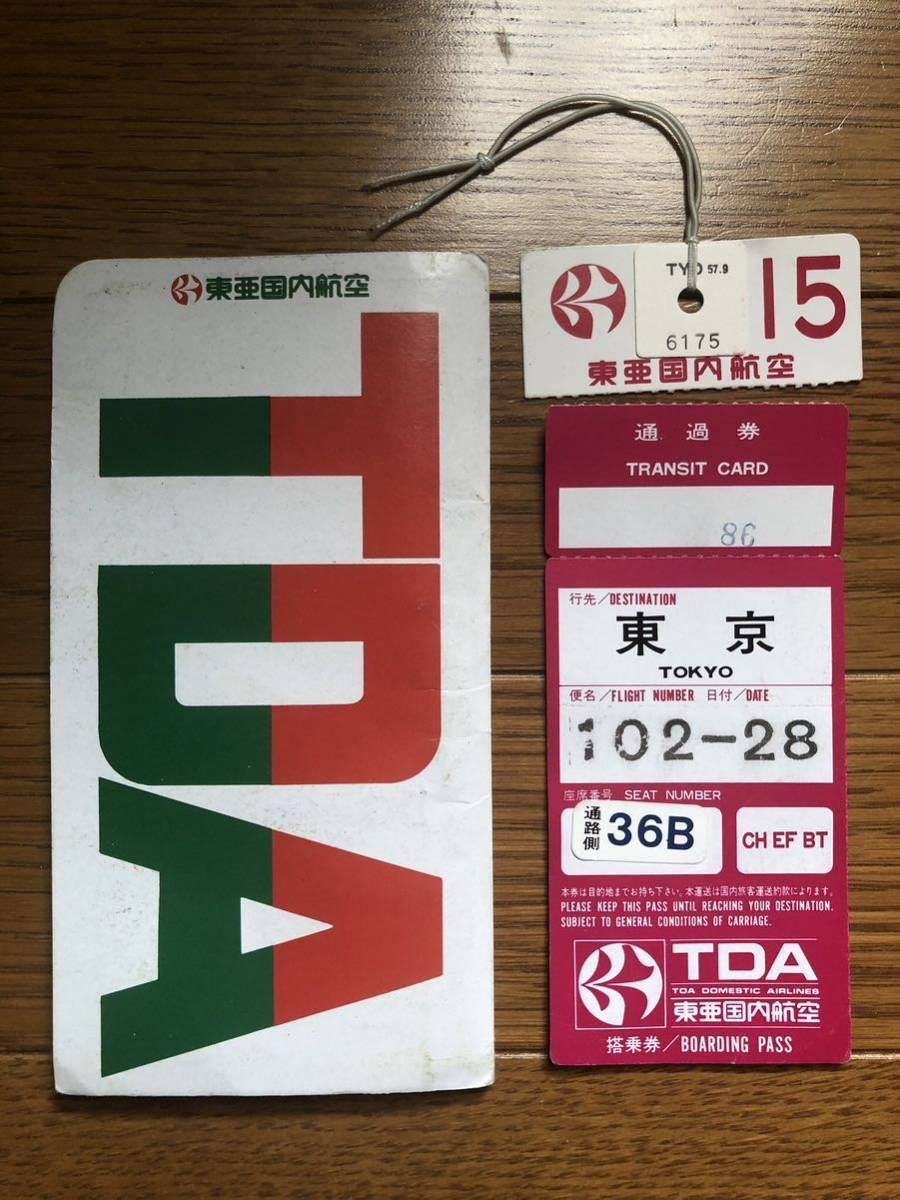 東亜国内航空
TDA
TYO 57.9
15
6175
東亜国内航空
通過券
TRANSIT CARD
86
行先/DESTINATION
東京
TOKYO
便名/FLIGHT NUMBER 日付/DATE
102-28
座席番号 SEAT NUMBER
通路側 36B
CH EF BT
本券は目的地までお持ち下さい。本運送は国内旅客運送約款によります。
PLEASE KEEP THIS PASS UNTIL REACHING YOUR DESTINATION.
SUBJECT TO GENERAL CONDITIONS OF CARRIAGE.
TDA
TOA DOMESTIC AIRLINES
東亜国内航空
搭乗券/BOARDING PASS